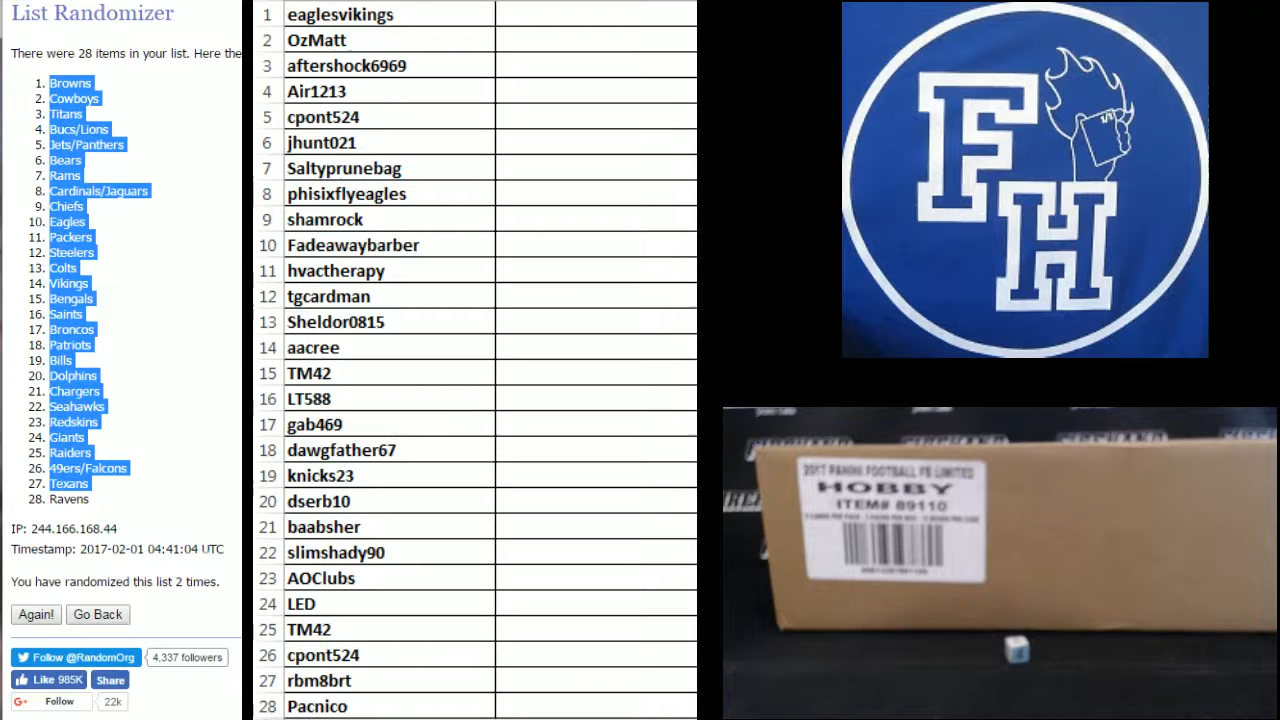 List Randomizer
There were 28 items in your list. Here the
1. Browns
2. Cowboys
3. Titans
4. Bucs/Lions
5. Jets/Panthers
6. Bears
7. Rams
8. Cardinals/Jaguars
9. Chiefs
10. Eagles
11. Packers
12. Steelers
13. Colts
14. Vikings
15. Bengals
16. Saints
17. Broncos
18. Patriots
19. Bills
20. Dolphins
21. Chargers
22. Seahawks
23. Redskins
24. Giants
25. Raiders
26. 49ers/Falcons
27. Texans
28. Ravens
IP: 244.166.168.44
Timestamp: 2017-02-01 04:41:04 UTC
You have randomized this list 2 times.
Again! Go Back
Follow @RandomOrg 4,337 followers
Like 985K Share
G+ Follow 22k
1 eaglesvikings
2 OzMatt
3 aftershock6969
4 Air1213
5 cpont524
6 jhunt021
7 Saltyprunebag
8 phisixflyeagles
9 shamrock
10 Fadeawaybarber
11 hvactherapy
12 tgcardman
13 Sheldor0815
14 aacree
15 TM42
16 LT588
17 gab469
18 dawgfather67
19 knicks23
20 dserb10
21 baabsher
22 slimshady90
23 AOClubs
24 LED
25 TM42
26 cpont524
27 rbm8brt
28 Pacnico
FH
1/1
2017 PANINI FOOTBALL FB LIMITED
HOBBY
ITEM# 89110